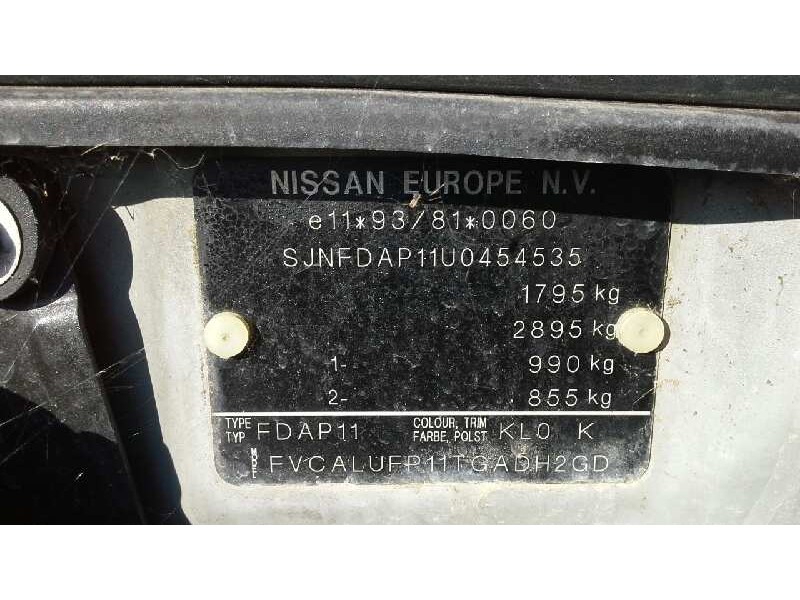 NISSAN EUROPE N.V.
e11*93/81*0060
SJNFDAP11U0454535
1795 kg
2895 kg
1- 990 kg
2- 855 kg
TYPE
TYP FDAP11 COLOUR, TRIM
FARBE, POLST KL0 K
MODEL FVCALUFP11TGADH2GD